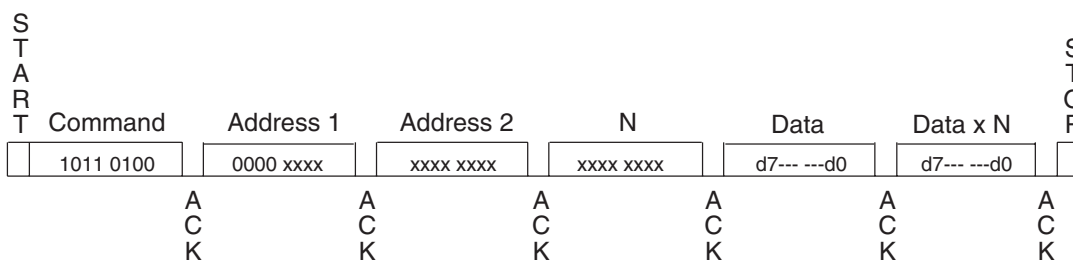 START
Command
Address 1
Address 2
N
Data
Data x N
STOP
1011 0100
0000 xxxx
xxxx xxxx
xxxx xxxx
d7--- ---d0
d7--- ---d0
ACK
ACK
ACK
ACK
ACK
ACK